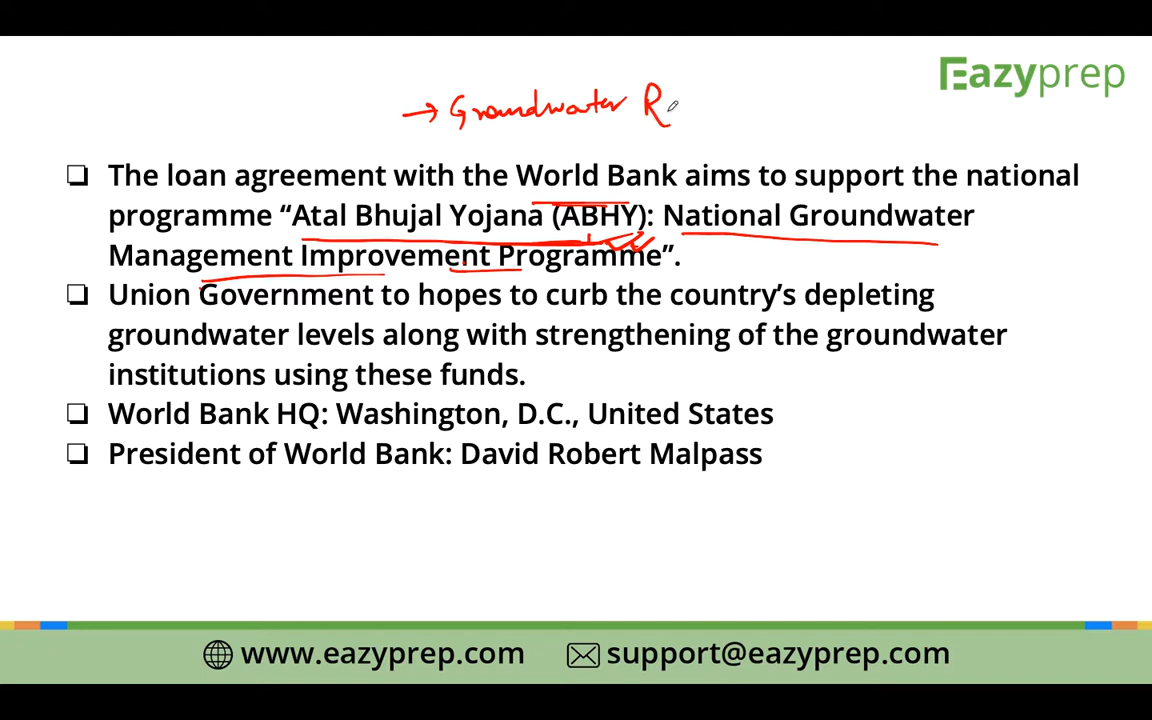 Eazyprep
→ Groundwater R
❏ The loan agreement with the World Bank aims to support the national
programme “Atal Bhujal Yojana (ABHY): National Groundwater
Management Improvement Programme”.
❏ Union Government to hopes to curb the country’s depleting
groundwater levels along with strengthening of the groundwater
institutions using these funds.
❏ World Bank HQ: Washington, D.C., United States
❏ President of World Bank: David Robert Malpass
www.eazyprep.com support@eazyprep.com